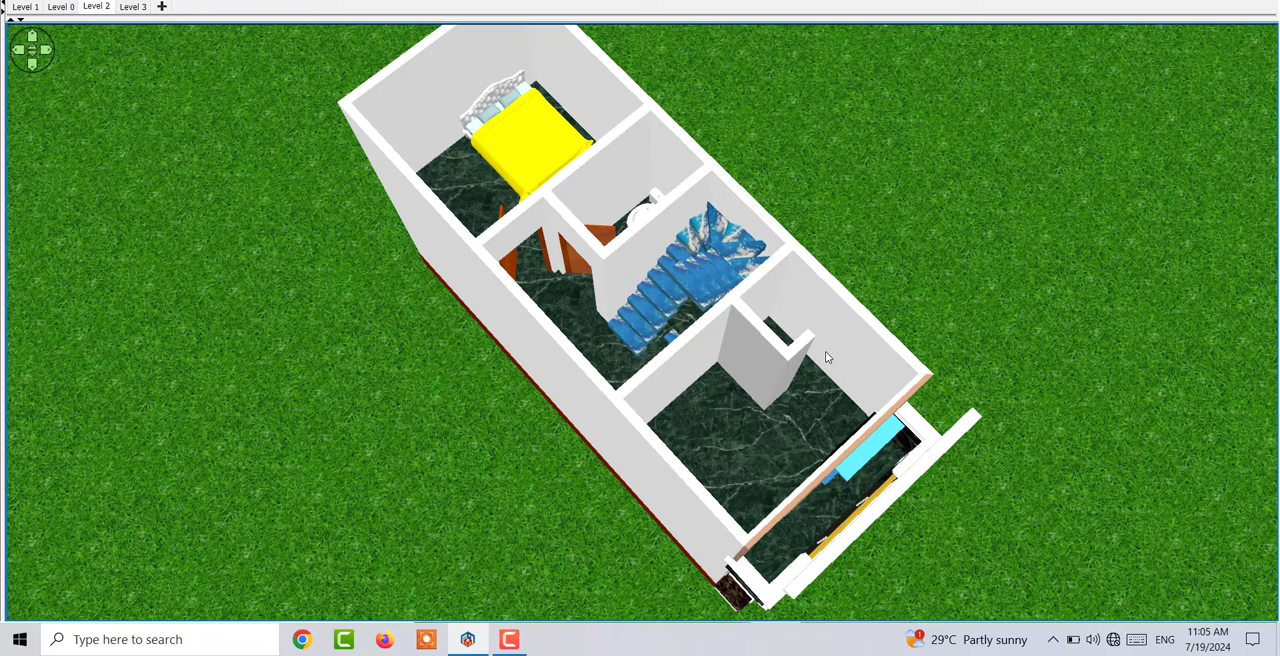 Level 1 Level 0 Level 2 Level 3
Type here to search
1
29°C Partly sunny
ENG
11:05 AM
7/19/2024